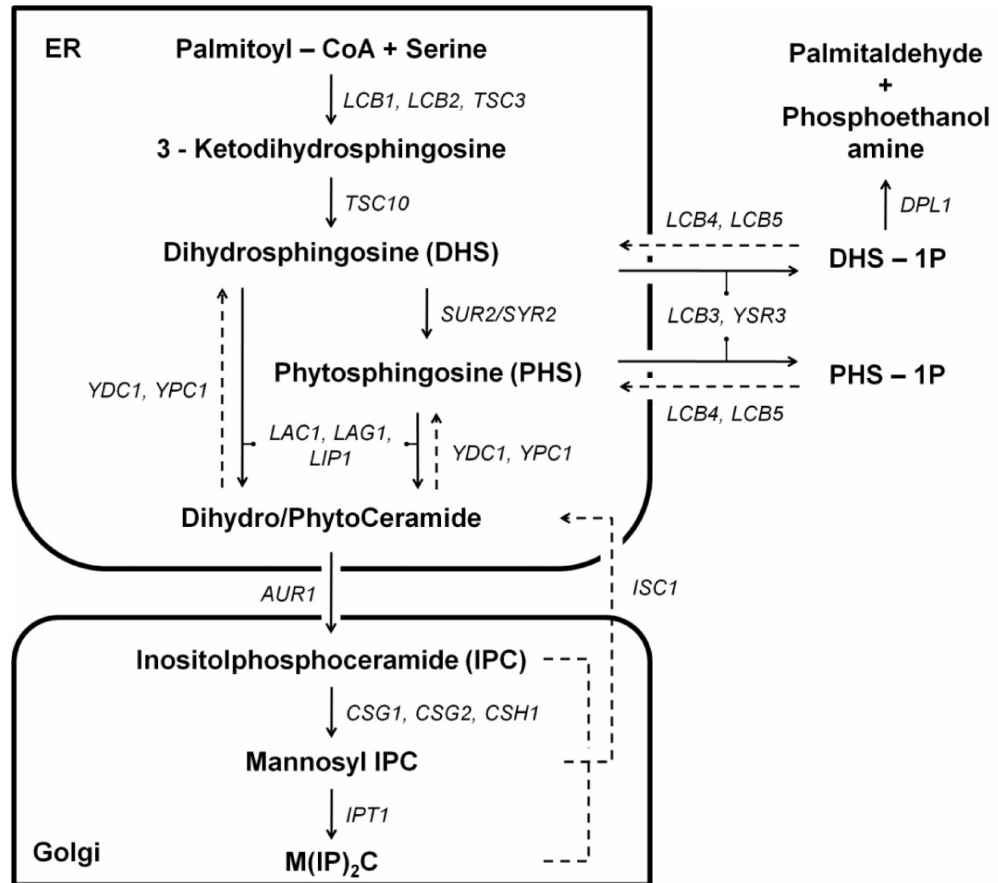 ER
Palmitoyl – CoA + Serine
LCB1, LCB2, TSC3
3 - Ketodihydrosphingosine
TSC10
Dihydrosphingosine (DHS)
SUR2/SYR2
Phytosphingosine (PHS)
YDC1, YPC1
LAC1, LAG1,
LIP1
YDC1, YPC1
Dihydro/PhytoCeramide
Palmitaldehyde
+
Phosphoethanol
amine
DPL1
LCB4, LCB5
DHS – 1P
LCB3, YSR3
PHS – 1P
LCB4, LCB5
AUR1
ISC1
Inositolphosphoceramide (IPC)
CSG1, CSG2, CSH1
Mannosyl IPC
IPT1
Golgi
M(IP)₂C